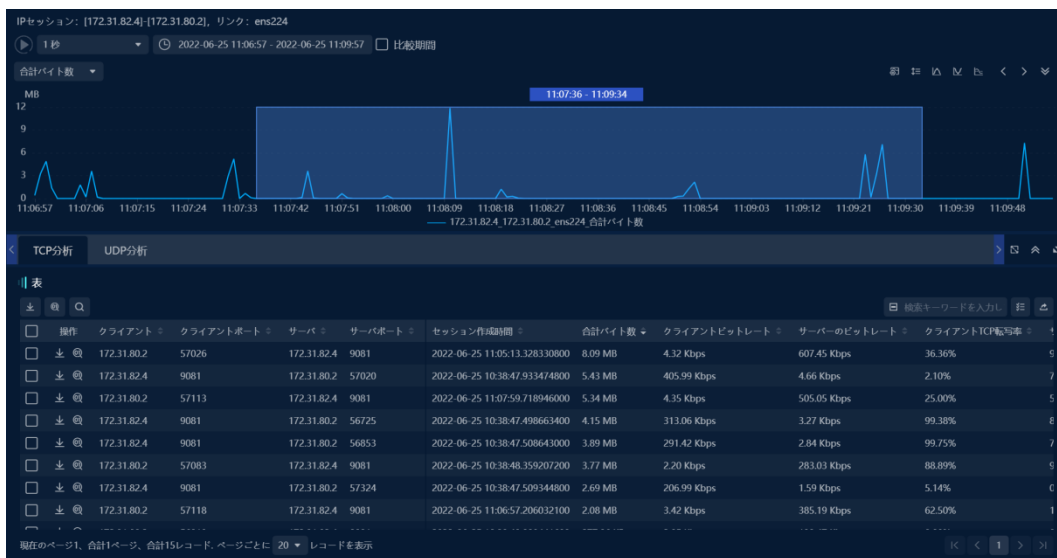 IPセッション: [172.31.82.4]-[172.31.80.2], リンク: ens224
1 秒 2022-06-25 11:06:57 - 2022-06-25 11:09:57 比較期間
合計バイト数
MB
11:07:36 - 11:09:34
12
9
6
3
0
11:06:57 11:07:06 11:07:15 11:07:24 11:07:33 11:07:42 11:07:51 11:08:00 11:08:09 11:08:18 11:08:27 11:08:36 11:08:45 11:08:54 11:09:03 11:09:12 11:09:21 11:09:30 11:09:39 11:09:48
172.31.82.4_172.31.80.2_ens224_合計バイト数
TCP分析 UDP分析
表
検索キーワードを入力し
操作 クライアント クライアントポート サーバ サーバポート セッション作成時間 合計バイト数 クライアントビットレート サーバーのビットレート クライアントTCP転写率
172.31.80.2 57026 172.31.82.4 9081 2022-06-25 11:05:13.328330800 8.09 MB 4.32 Kbps 607.45 Kbps 36.36% 9
172.31.82.4 9081 172.31.80.2 57020 2022-06-25 10:38:47.933474800 5.43 MB 405.99 Kbps 4.66 Kbps 2.10% 7
172.31.80.2 57113 172.31.82.4 9081 2022-06-25 11:07:59.718946000 5.34 MB 4.35 Kbps 505.05 Kbps 25.00% 5
172.31.82.4 9081 172.31.80.2 56725 2022-06-25 10:38:47.498663400 4.15 MB 313.06 Kbps 3.27 Kbps 99.38% 8
172.31.82.4 9081 172.31.80.2 56853 2022-06-25 10:38:47.508643000 3.89 MB 291.42 Kbps 2.84 Kbps 99.75% 7
172.31.80.2 57083 172.31.82.4 9081 2022-06-25 10:38:48.359207200 3.77 MB 2.20 Kbps 283.03 Kbps 88.89% 9
172.31.82.4 9081 172.31.80.2 57324 2022-06-25 10:38:47.509344800 2.69 MB 206.99 Kbps 1.59 Kbps 5.14% 0
172.31.80.2 57118 172.31.82.4 9081 2022-06-25 11:06:57.206032100 2.08 MB 3.42 Kbps 385.19 Kbps 62.50% 1
現在のページ1、合計1ページ、合計15レコード. ページごとに 20 レコードを表示 1